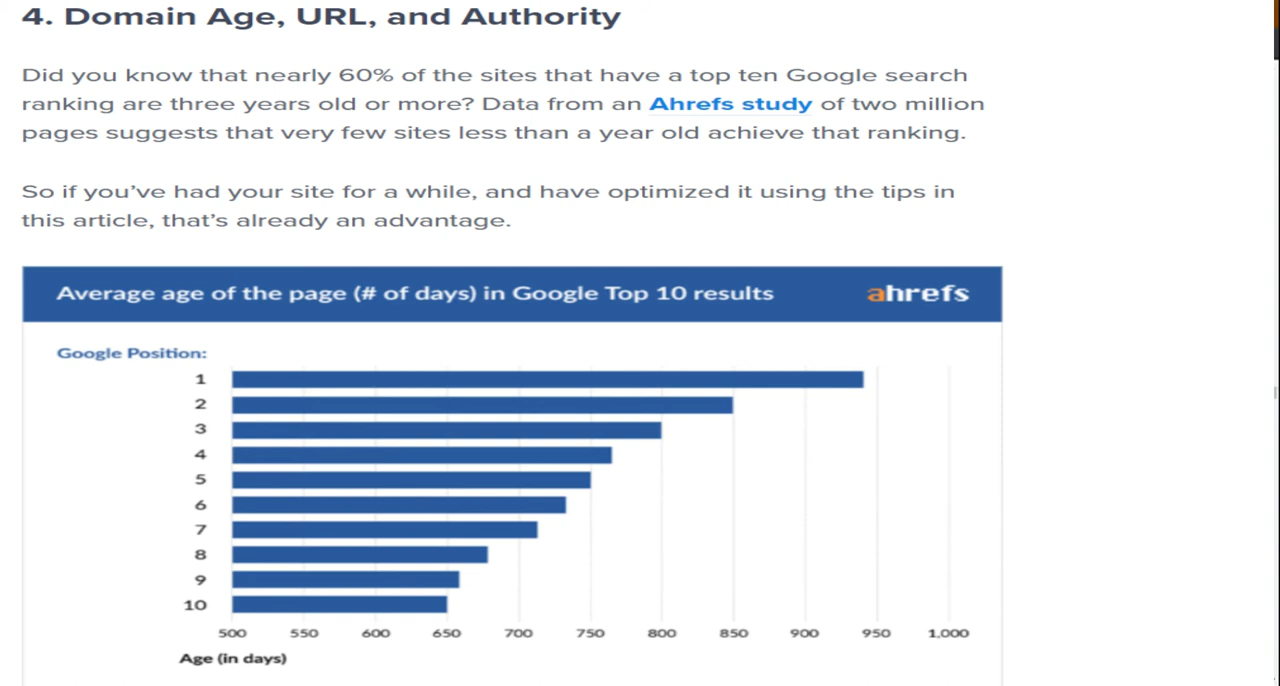 4. Domain Age, URL, and Authority
Did you know that nearly 60% of the sites that have a top ten Google search
ranking are three years old or more? Data from an Ahrefs study of two million
pages suggests that very few sites less than a year old achieve that ranking.
So if you’ve had your site for a while, and have optimized it using the tips in
this article, that’s already an advantage.
Average age of the page (# of days) in Google Top 10 results ahrefs
Google Position:
1
2
3
4
5
6
7
8
9
10
500 550 600 650 700 750 800 850 900 950 1,000
Age (in days)